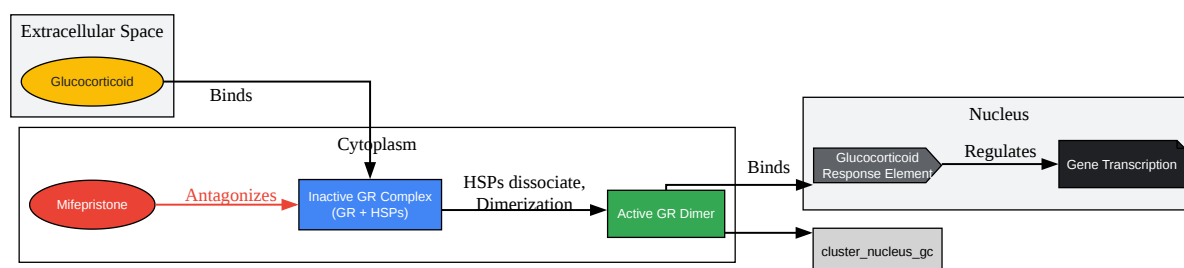 Extracellular Space
Glucocorticoid
Binds
Cytoplasm
Mifepristone
Antagonizes
Inactive GR Complex
(GR + HSPs)
HSPs dissociate,
Dimerization
Active GR Dimer
Binds
Nucleus
Glucocorticoid
Response Element
Regulates
Gene Transcription
cluster_nucleus_gc